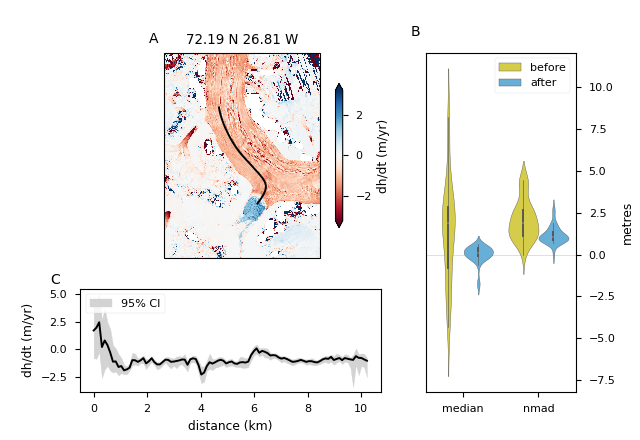 A
72.19 N 26.81 W
B
before
after
2
0
−2
dh/dt (m/yr)
10.0
7.5
5.0
2.5
0.0
−2.5
−5.0
−7.5
metres
median
nmad
C
95% CI
5.0
2.5
0.0
−2.5
dh/dt (m/yr)
0
2
4
6
8
10
distance (km)